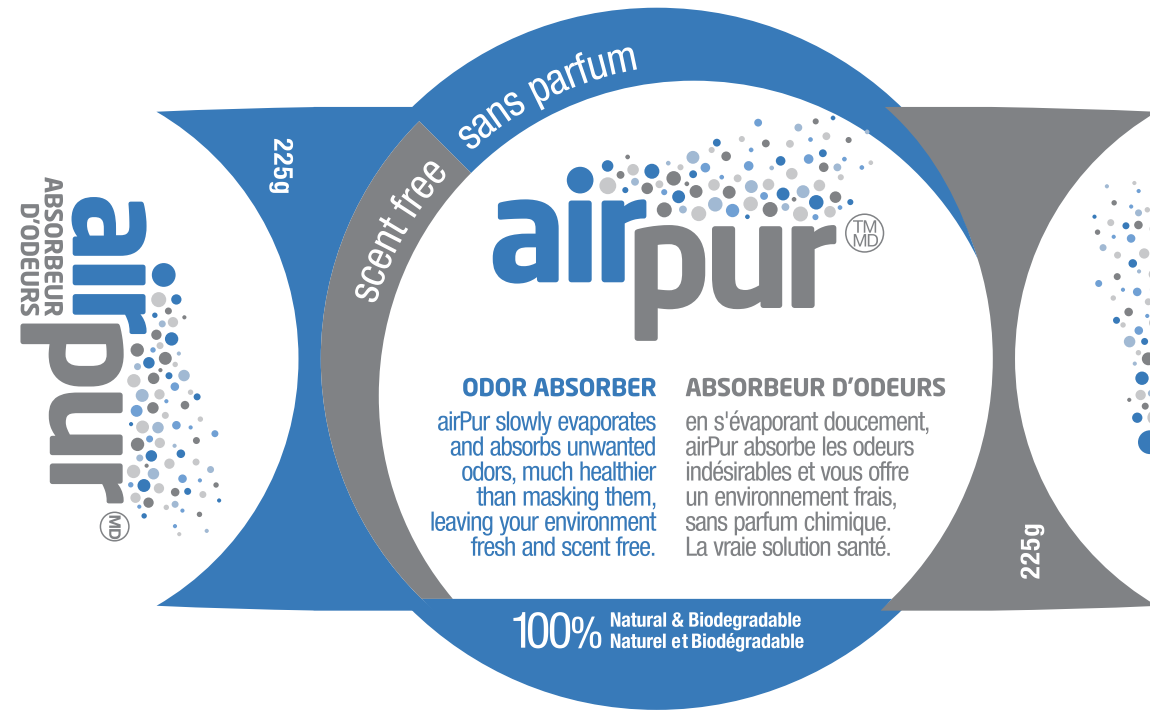 225g
airpur
MD
ABSORBEUR
D'ODEURS
scent free
sans parfum
airpur
TM
MD
ODOR ABSORBER
airPur slowly evaporates
and absorbs unwanted
odors, much healthier
than masking them,
leaving your environment
fresh and scent free.
ABSORBEUR D'ODEURS
en s'évaporant doucement,
airPur absorbe les odeurs
indésirables et vous offre
un environnement frais,
sans parfum chimique.
La vraie solution santé.
100%
Natural & Biodegradable
Naturel et Biodégradable
225g